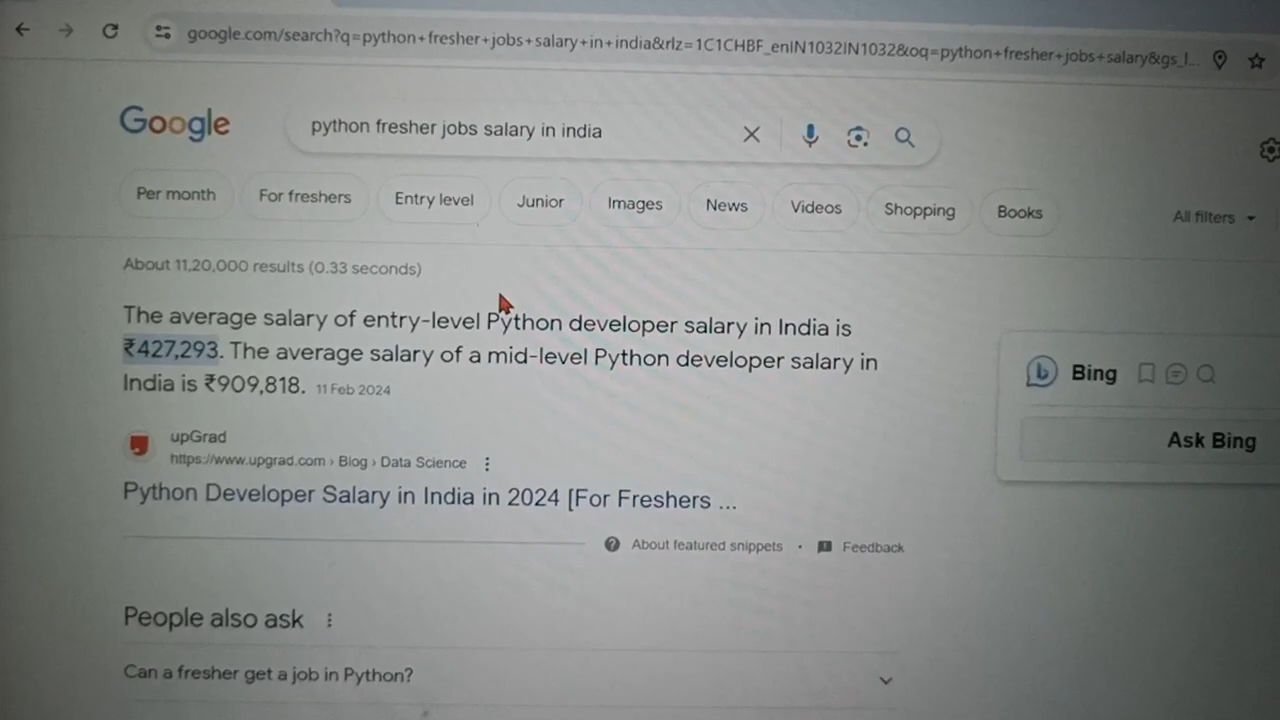 google.com/search?q=python+fresher+jobs+salary+in+india&rlz=1C1CHBF_enIN1032IN1032&oq=python+fresher+jobs+salary&gs_l...
Google
python fresher jobs salary in india
Per month
For freshers
Entry level
Junior
Images
News
Videos
Shopping
Books
All filters
About 11,20,000 results (0.33 seconds)
The average salary of entry-level Python developer salary in India is
₹427,293. The average salary of a mid-level Python developer salary in
India is ₹909,818. 11 Feb 2024
Bing
Ask Bing
upGrad
https://www.upgrad.com › Blog › Data Science
Python Developer Salary in India in 2024 [For Freshers ...
About featured snippets • Feedback
People also ask
Can a fresher get a job in Python?